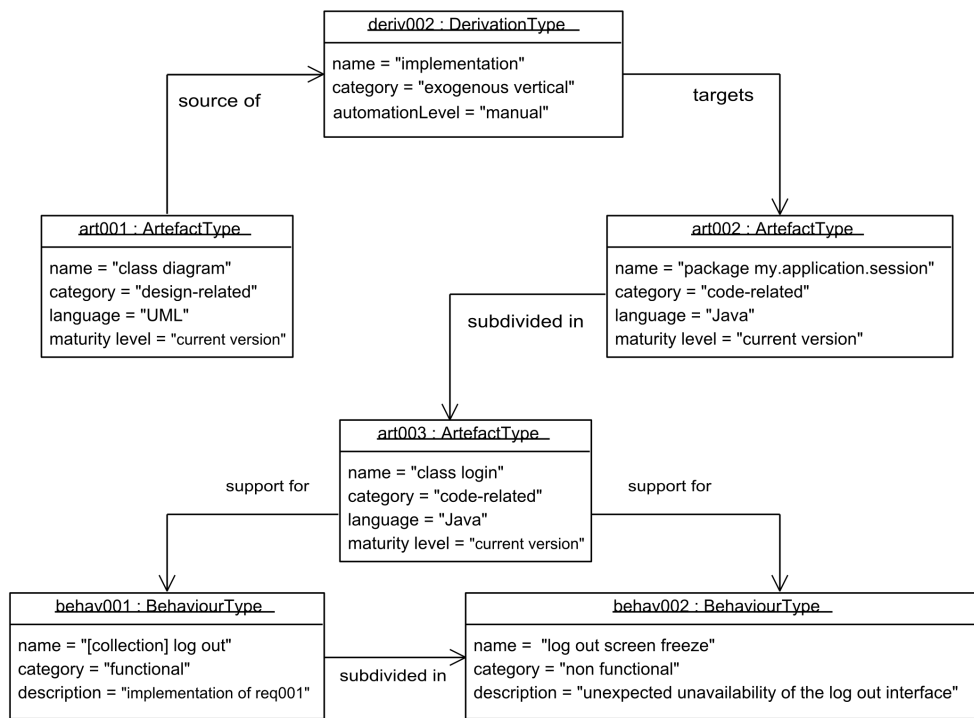 deriv002 : DerivationType
name = "implementation"
category = "exogenous vertical"
automationLevel = "manual"
source of
targets
art001 : ArtefactType
name = "class diagram"
category = "design-related"
language = "UML"
maturity level = "current version"
art002 : ArtefactType
name = "package my.application.session"
category = "code-related"
language = "Java"
maturity level = "current version"
subdivided in
art003 : ArtefactType
name = "class login"
category = "code-related"
language = "Java"
maturity level = "current version"
support for
support for
behav001 : BehaviourType
name = "[collection] log out"
category = "functional"
description = "implementation of req001"
subdivided in
behav002 : BehaviourType
name =  "log out screen freeze"
category = "non functional"
description = "unexpected unavailability of the log out interface"